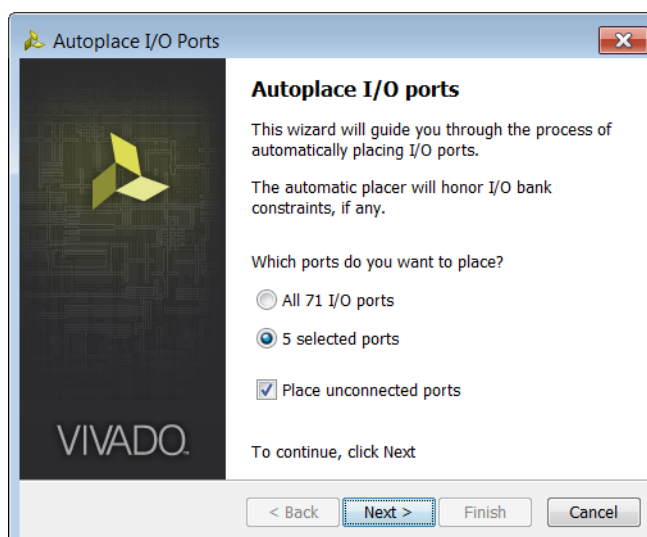 Autoplace I/O Ports
Autoplace I/O ports
This wizard will guide you through the process of
automatically placing I/O ports.
The automatic placer will honor I/O bank
constraints, if any.
Which ports do you want to place?
All 71 I/O ports
5 selected ports
Place unconnected ports
VIVADO™
To continue, click Next
< Back
Next >
Finish
Cancel